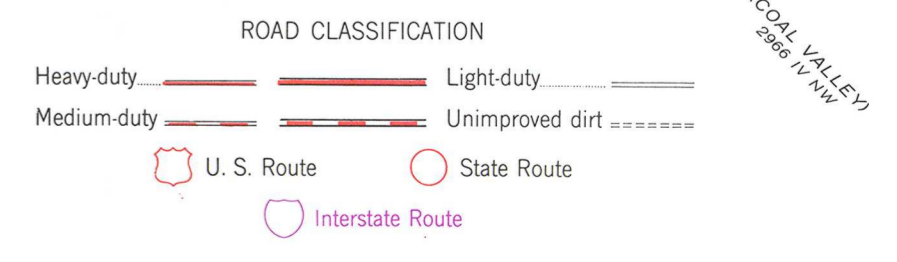 ROAD CLASSIFICATION
Heavy-duty Light-duty
Medium-duty Unimproved dirt
U. S. Route State Route
Interstate Route
(COAL VALLEY)
2966 IV NW